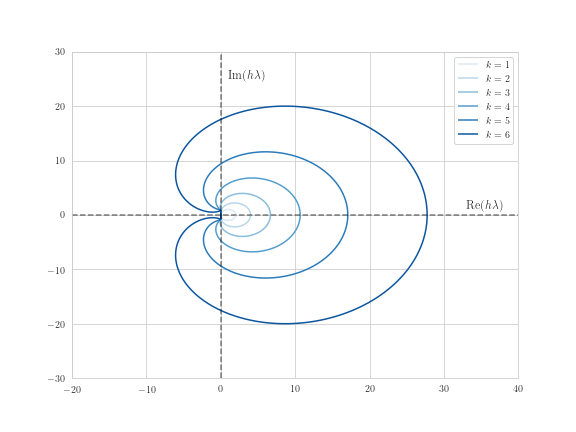 30
20
10
0
−10
−20
−30
−20
−10
0
10
20
30
40
Im(hλ)
Re(hλ)
k = 1
k = 2
k = 3
k = 4
k = 5
k = 6